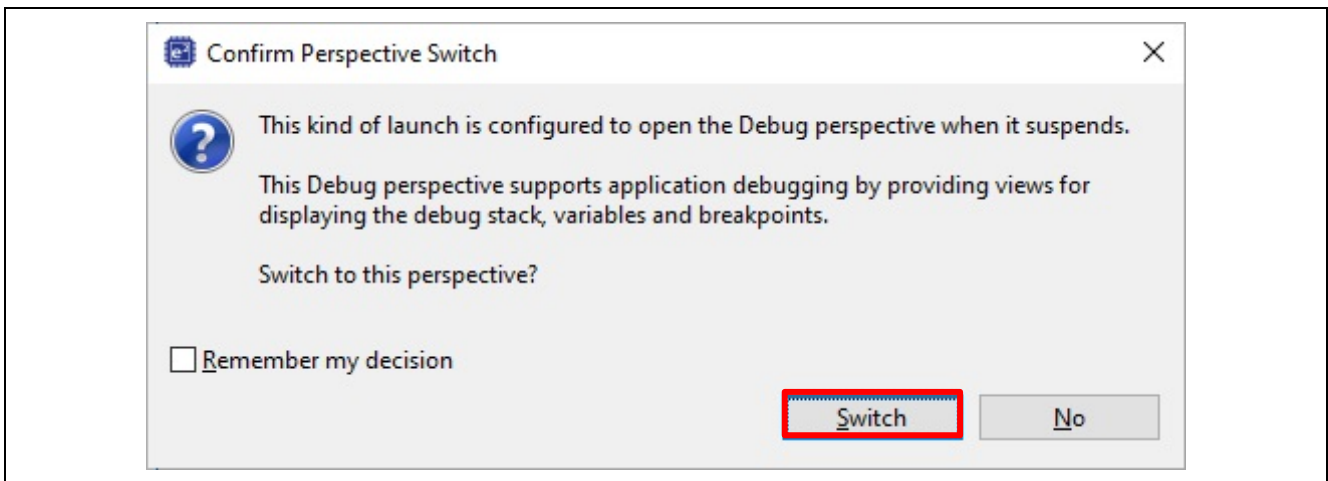 Confirm Perspective Switch
This kind of launch is configured to open the Debug perspective when it suspends.
This Debug perspective supports application debugging by providing views for
displaying the debug stack, variables and breakpoints.
Switch to this perspective?
Remember my decision
Switch No